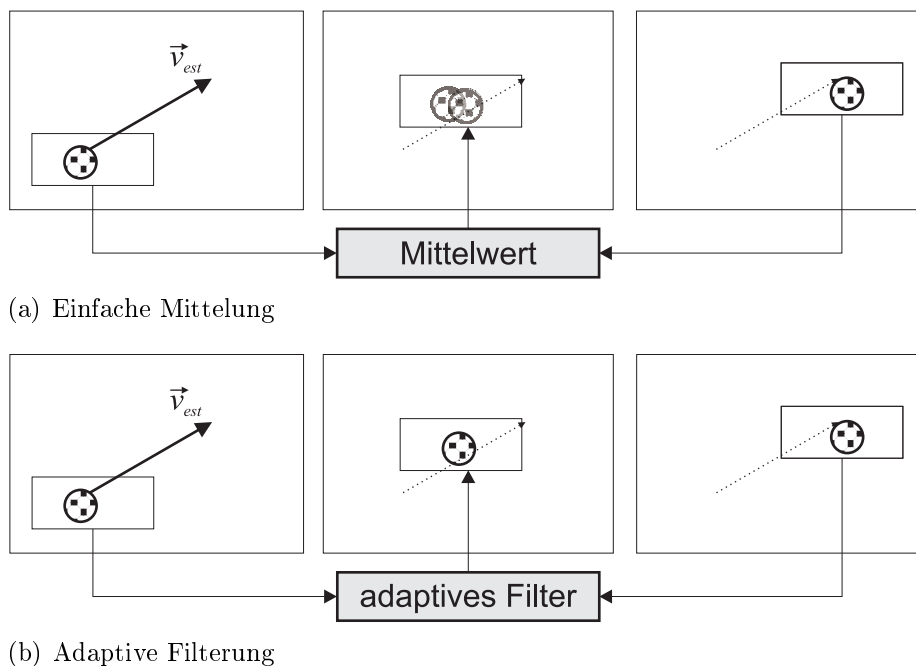 v⃗est
Mittelwert
(a) Einfache Mittelung
v⃗est
adaptives Filter
(b) Adaptive Filterung